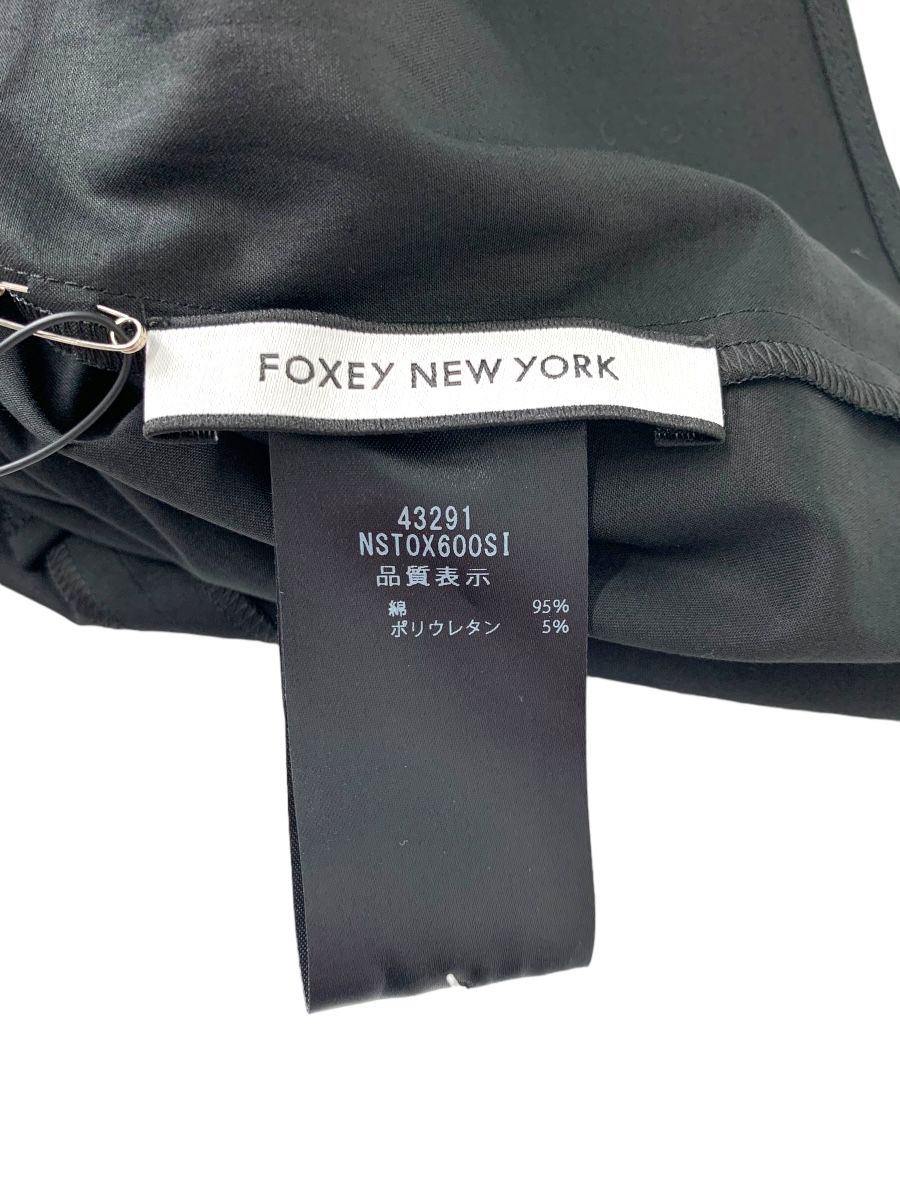 FOXEY NEW YORK
43291
NSTOX600SI
品質表示
綿 95%
ポリウレタン 5%